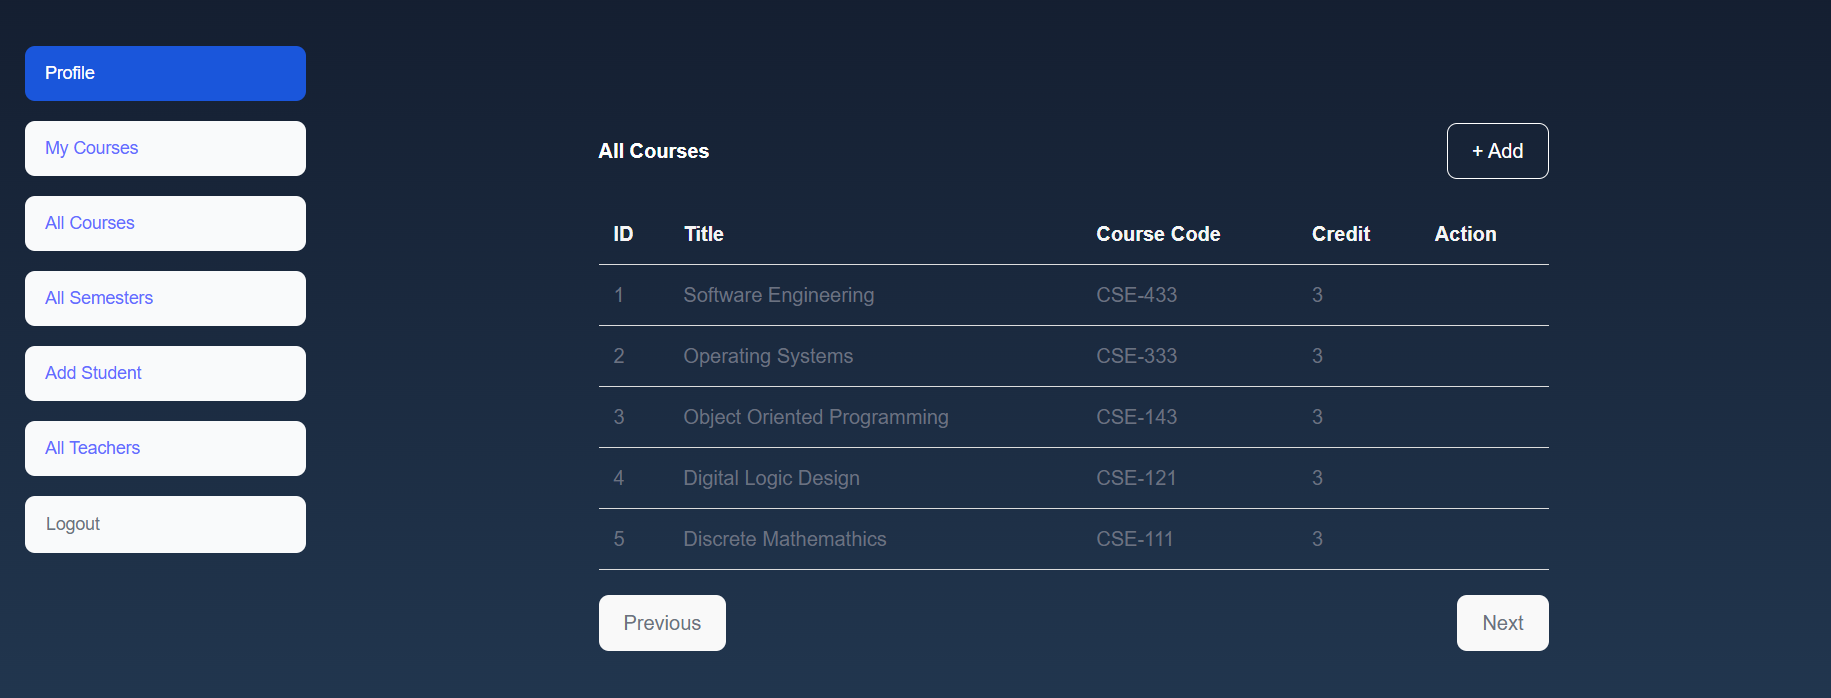 Profile
My Courses
All Courses
All Semesters
Add Student
All Teachers
Logout
All Courses + Add
ID Title Course Code Credit Action
1 Software Engineering CSE-433 3
2 Operating Systems CSE-333 3
3 Object Oriented Programming CSE-143 3
4 Digital Logic Design CSE-121 3
5 Discrete Mathemathics CSE-111 3
Previous Next